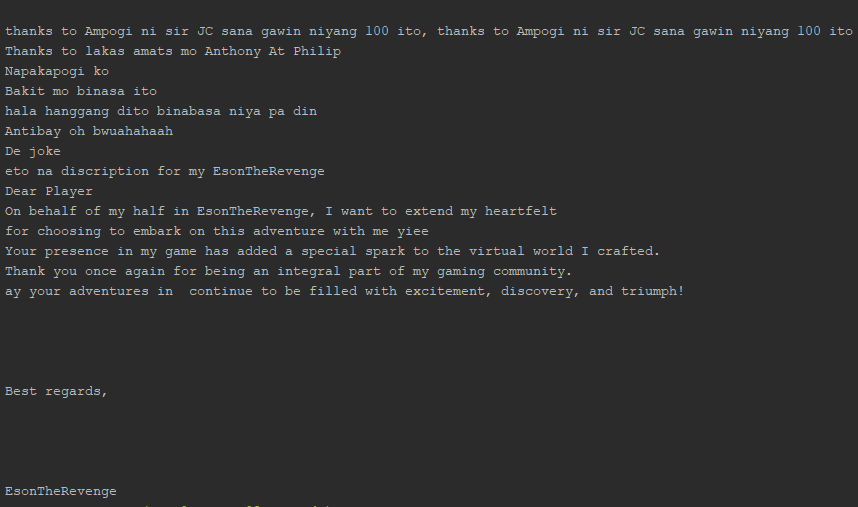 thanks to Ampogi ni sir JC sana gawin niyang 100 ito, thanks to Ampogi ni sir JC sana gawin niyang 100 ito
Thanks to lakas amats mo Anthony At Philip
Napakapogi ko
Bakit mo binasa ito
hala hanggang dito binabasa niya pa din
Antibay oh bwuahahaah
De joke
eto na discription for my EsonTheRevenge
Dear Player
On behalf of my half in EsonTheRevenge, I want to extend my heartfelt
for choosing to embark on this adventure with me yiee
Your presence in my game has added a special spark to the virtual world I crafted.
Thank you once again for being an integral part of my gaming community.
ay your adventures in  continue to be filled with excitement, discovery, and triumph!
Best regards,
EsonTheRevenge